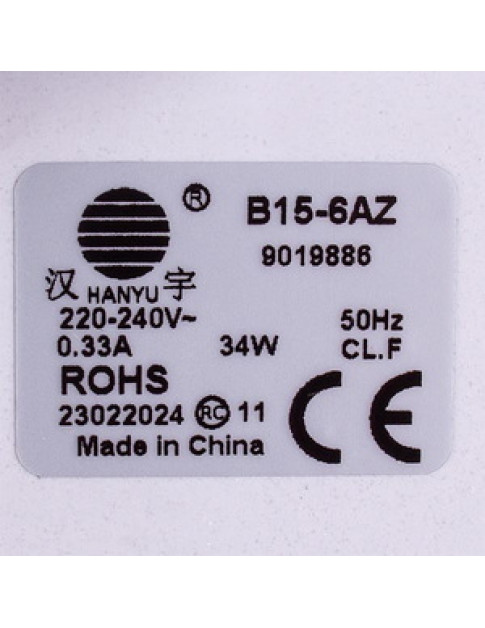 ® B15-6AZ
9019886
汉 HANYU 宇
220-240V~ 50Hz
0.33A 34W CL.F
ROHS CE
23022024 RC 11
Made in China